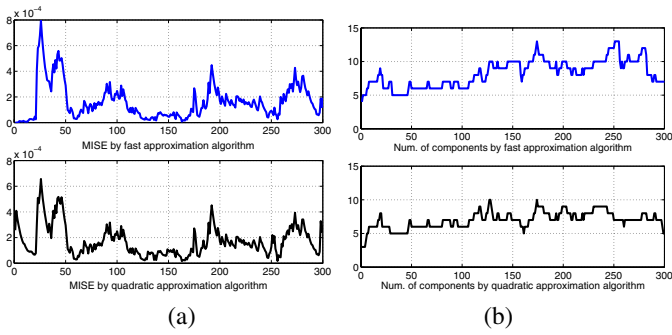 x 10⁻⁴
8
6
4
2
0
0 50 100 150 200 250 300
MISE by fast approximation algorithm
x 10⁻⁴
8
6
4
2
0
0 50 100 150 200 250 300
MISE by quadratic approximation algorithm
(a)
15
10
5
0 50 100 150 200 250 300
Num. of components by fast approximation algorithm
15
10
5
0 50 100 150 200 250 300
Num. of components by quadratic approximation algorithm
(b)